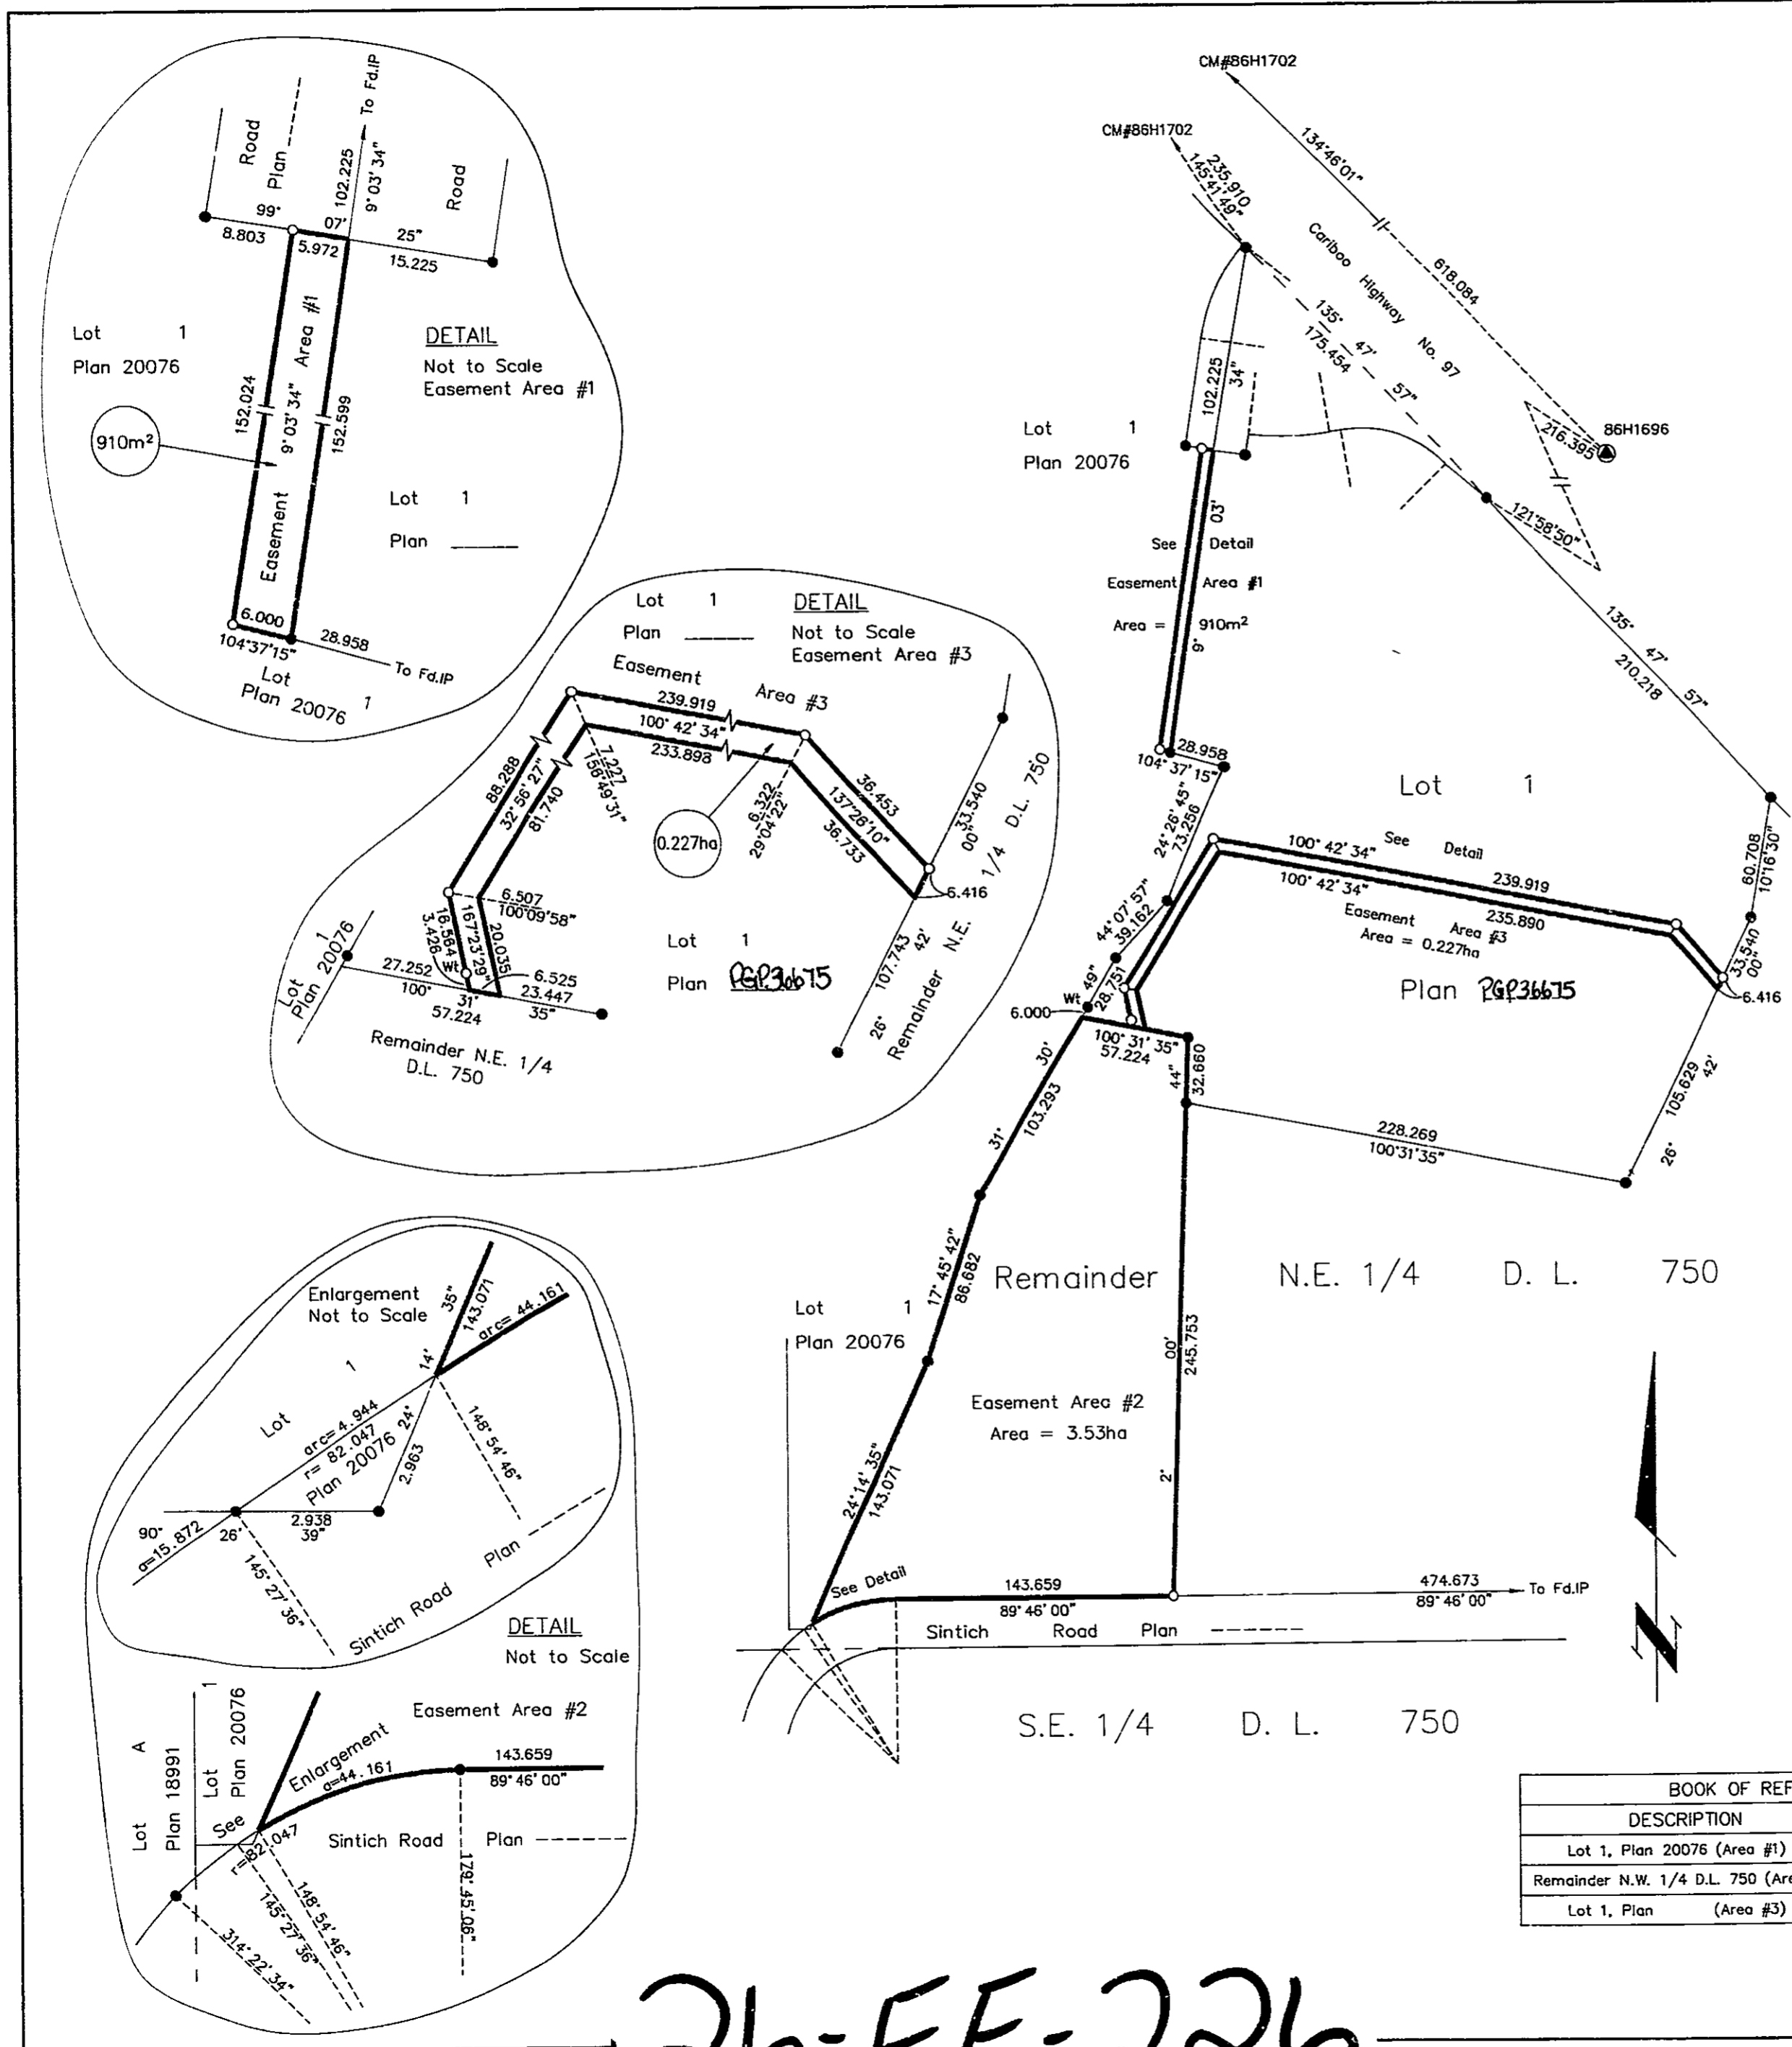 Road
Plan
102.225
9° 03' 34"
To Fd.IP
Road
99°
07'
25"
8.803
5.972
15.225
Lot 1
Plan 20076
DETAIL
Not to Scale
Easement Area #1
152.024
Easement 9° 03' 34" Area #1
152.599
910m²
Lot 1
Plan
6.000
104°37'15"
28.958
To Fd.IP
Lot 1
Plan 20076
Lot 1
Plan
DETAIL
Not to Scale
Easement Area #3
Easement Area #3
239.919
100° 42' 34"
233.898
88.288
32° 56' 27"
81.740
7.227
156°49'31"
6.322
29°04'22"
0.227ha
36.453
137°26'10"
36.733
33.540
00"
1/4 D.L. 750
6.416
6.507
100°09'58"
16.564
3.426
167°23'29"
20.035
Wt
6.525
27.252
23.447
100° 31' 35"
57.224
Lot 1
Plan 20076
Remainder N.E. 1/4
D.L. 750
Lot 1
Plan PGP36675
107.743
42'
26°
Remainder N.E.
CM#86H1702
CM#86H1702
134°46'01"
618.084
235.910
145°41'49"
Cariboo Highway No. 97
135° 47' 57"
175.454
86H1696
216.395
121°58'50"
102.225
34"
Lot 1
Plan 20076
03'
See Detail
Easement Area #1
Area = 910m²
9°
28.958
104° 37' 15"
24° 26' 45"
73.256
44° 07' 57"
39.162
49"
28.751
Wt
6.000
100° 31' 35"
57.224
135° 47' 57"
210.218
Lot 1
60.708
10°16'30"
100° 42' 34" See Detail
239.919
100° 42' 34"
235.890
Easement Area #3
Area = 0.227ha
Plan PGP36675
33.540
00"
6.416
105.629
42'
26°
44"
32.660
228.269
100°31'35"
30'
103.293
31°
17° 45' 42"
86.682
Remainder N.E. 1/4 D. L. 750
Lot 1
Plan 20076
00'
245.753
2°
Easement Area #2
Area = 3.53ha
24° 14' 35"
143.071
See Detail
143.659
89° 46' 00"
474.673
89° 46' 00"
To Fd.IP
Sintich Road Plan
S.E. 1/4 D. L. 750
Enlargement
Not to Scale
35"
143.071
arc= 44.161
14'
Lot 1
arc= 4.944
r= 82.047
Plan 20076
24°
2.963
148° 54' 46"
2.938
90° 26' 39"
a=15.872
145° 27' 36"
Sintich Road Plan
DETAIL
Not to Scale
Easement Area #2
Lot A
Plan 18991
Lot 1
Plan 20076
See Enlargement
a=44.161
143.659
89° 46' 00"
r=82.047
Sintich Road Plan
179° 45' 06"
148° 54' 46"
145° 27' 36"
314° 22' 34"
BOOK OF REF
DESCRIPTION
Lot 1, Plan 20076 (Area #1)
Remainder N.W. 1/4 D.L. 750 (Are
Lot 1, Plan (Area #3)